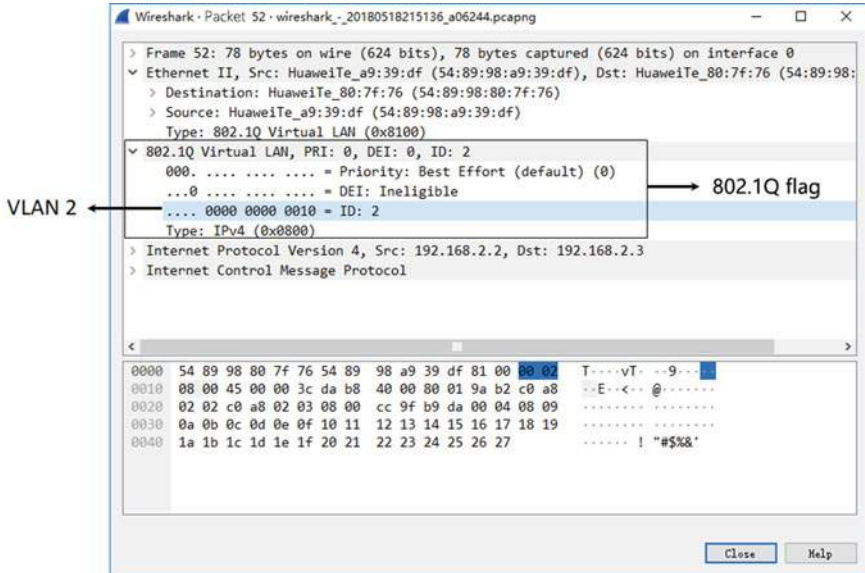 Wireshark · Packet 52 · wireshark_-_20180518215136_a06244.pcapng
Frame 52: 78 bytes on wire (624 bits), 78 bytes captured (624 bits) on interface 0
Ethernet II, Src: HuaweiTe_a9:39:df (54:89:98:a9:39:df), Dst: HuaweiTe_80:7f:76 (54:89:98:
Destination: HuaweiTe_80:7f:76 (54:89:98:80:7f:76)
Source: HuaweiTe_a9:39:df (54:89:98:a9:39:df)
Type: 802.1Q Virtual LAN (0x8100)
802.1Q Virtual LAN, PRI: 0, DEI: 0, ID: 2
000. .... .... .... = Priority: Best Effort (default) (0)
...0 .... .... .... = DEI: Ineligible
802.1Q flag
VLAN 2
.... 0000 0000 0010 = ID: 2
Type: IPv4 (0x0800)
Internet Protocol Version 4, Src: 192.168.2.2, Dst: 192.168.2.3
Internet Control Message Protocol
0000 54 89 98 80 7f 76 54 89 98 a9 39 df 81 00 00 02 T····vT· ··9·····
0010 08 00 45 00 00 3c da b8 40 00 80 01 9a b2 c0 a8 ··E··<·· @·······
0020 02 02 c0 a8 02 03 08 00 cc 9f b9 da 00 04 08 09 ········ ········
0030 0a 0b 0c 0d 0e 0f 10 11 12 13 14 15 16 17 18 19 ········ ········
0040 1a 1b 1c 1d 1e 1f 20 21 22 23 24 25 26 27 ······ ! "#$%&'
Close Help